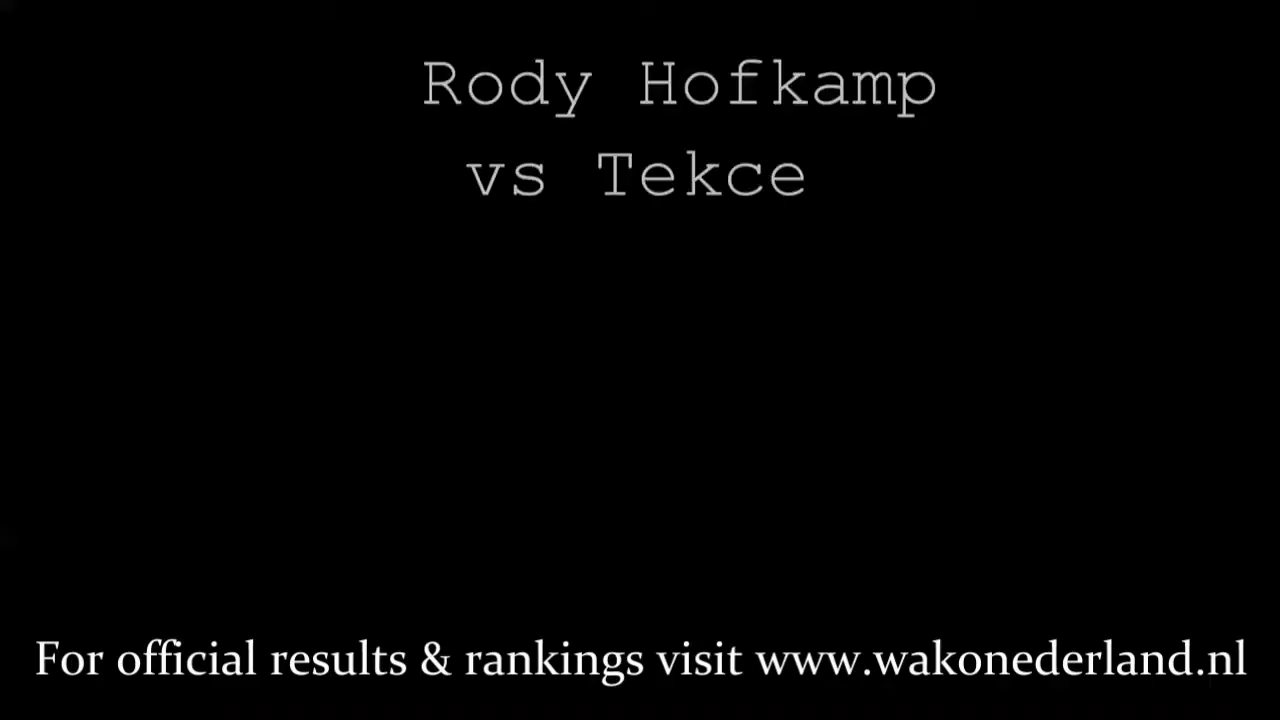 Rody Hofkamp
vs Tekce
For official results & rankings visit www.wakonederland.nl